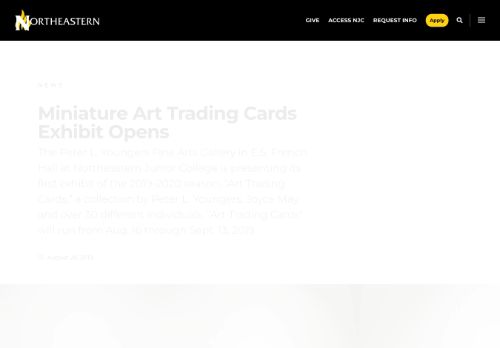 NORTHEASTERN
GIVE ACCESS NJC REQUEST INFO Apply
NEWS
Miniature Art Trading Cards
Exhibit Opens
The Peter L. Youngers Fine Arts Gallery in E.S. French
Hall at Northeastern Junior College is presenting its
first exhibit of the 2019-2020 season, "Art Trading
Cards," a collection by Peter L. Youngers, Joyce May
and over 30 different individuals. "Art Trading Cards"
will run from Aug. 16 through Sept. 13, 2019.